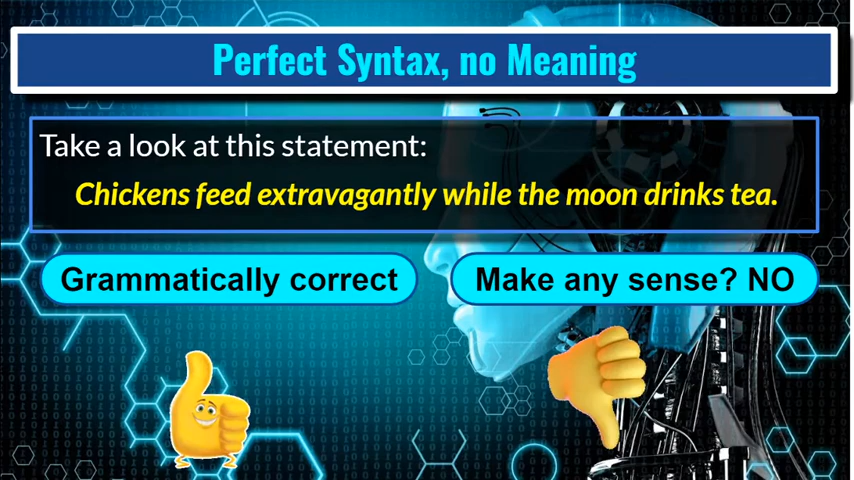 Perfect Syntax, no Meaning
Take a look at this statement:
Chickens feed extravagantly while the moon drinks tea.
Grammatically correct
Make any sense? NO